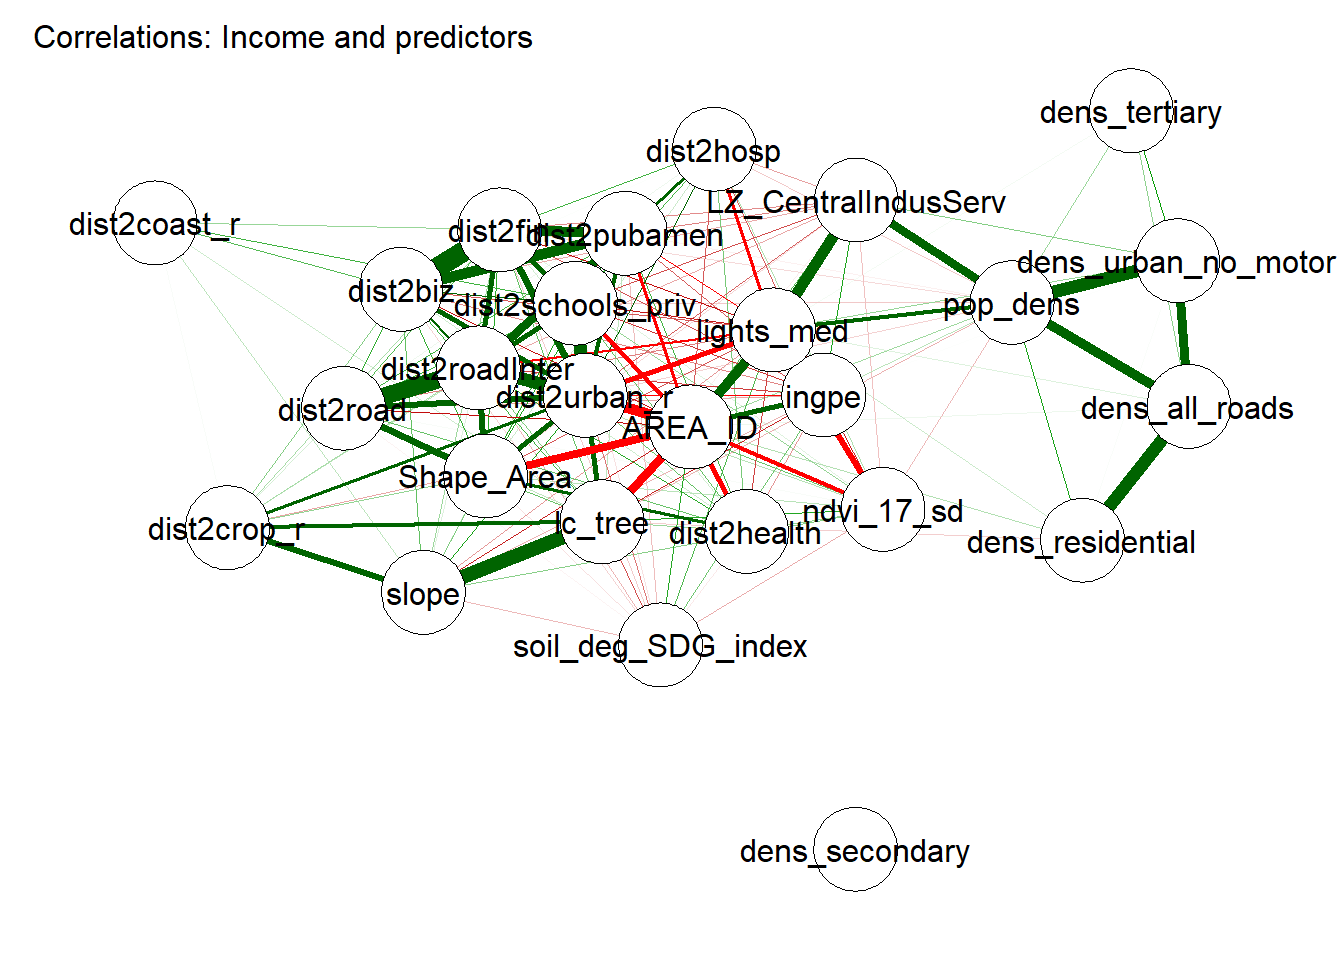 Correlations: Income and predictors
dens_tertiary
dist2hosp
LZ_CentralIndusServ
dist2coast_r
dist2fin
dist2pubamen
dens_urban_no_motor
dist2biz
dist2schools_priv
pop_dens
lights_med
dist2roadInter
dist2urban_r
ingpe
dist2road
dens_all_roads
AREA_ID
Shape_Area
ndvi_17_sd
dist2crop_r
lc_tree
dist2health
dens_residential
slope
soil_deg_SDG_index
dens_secondary